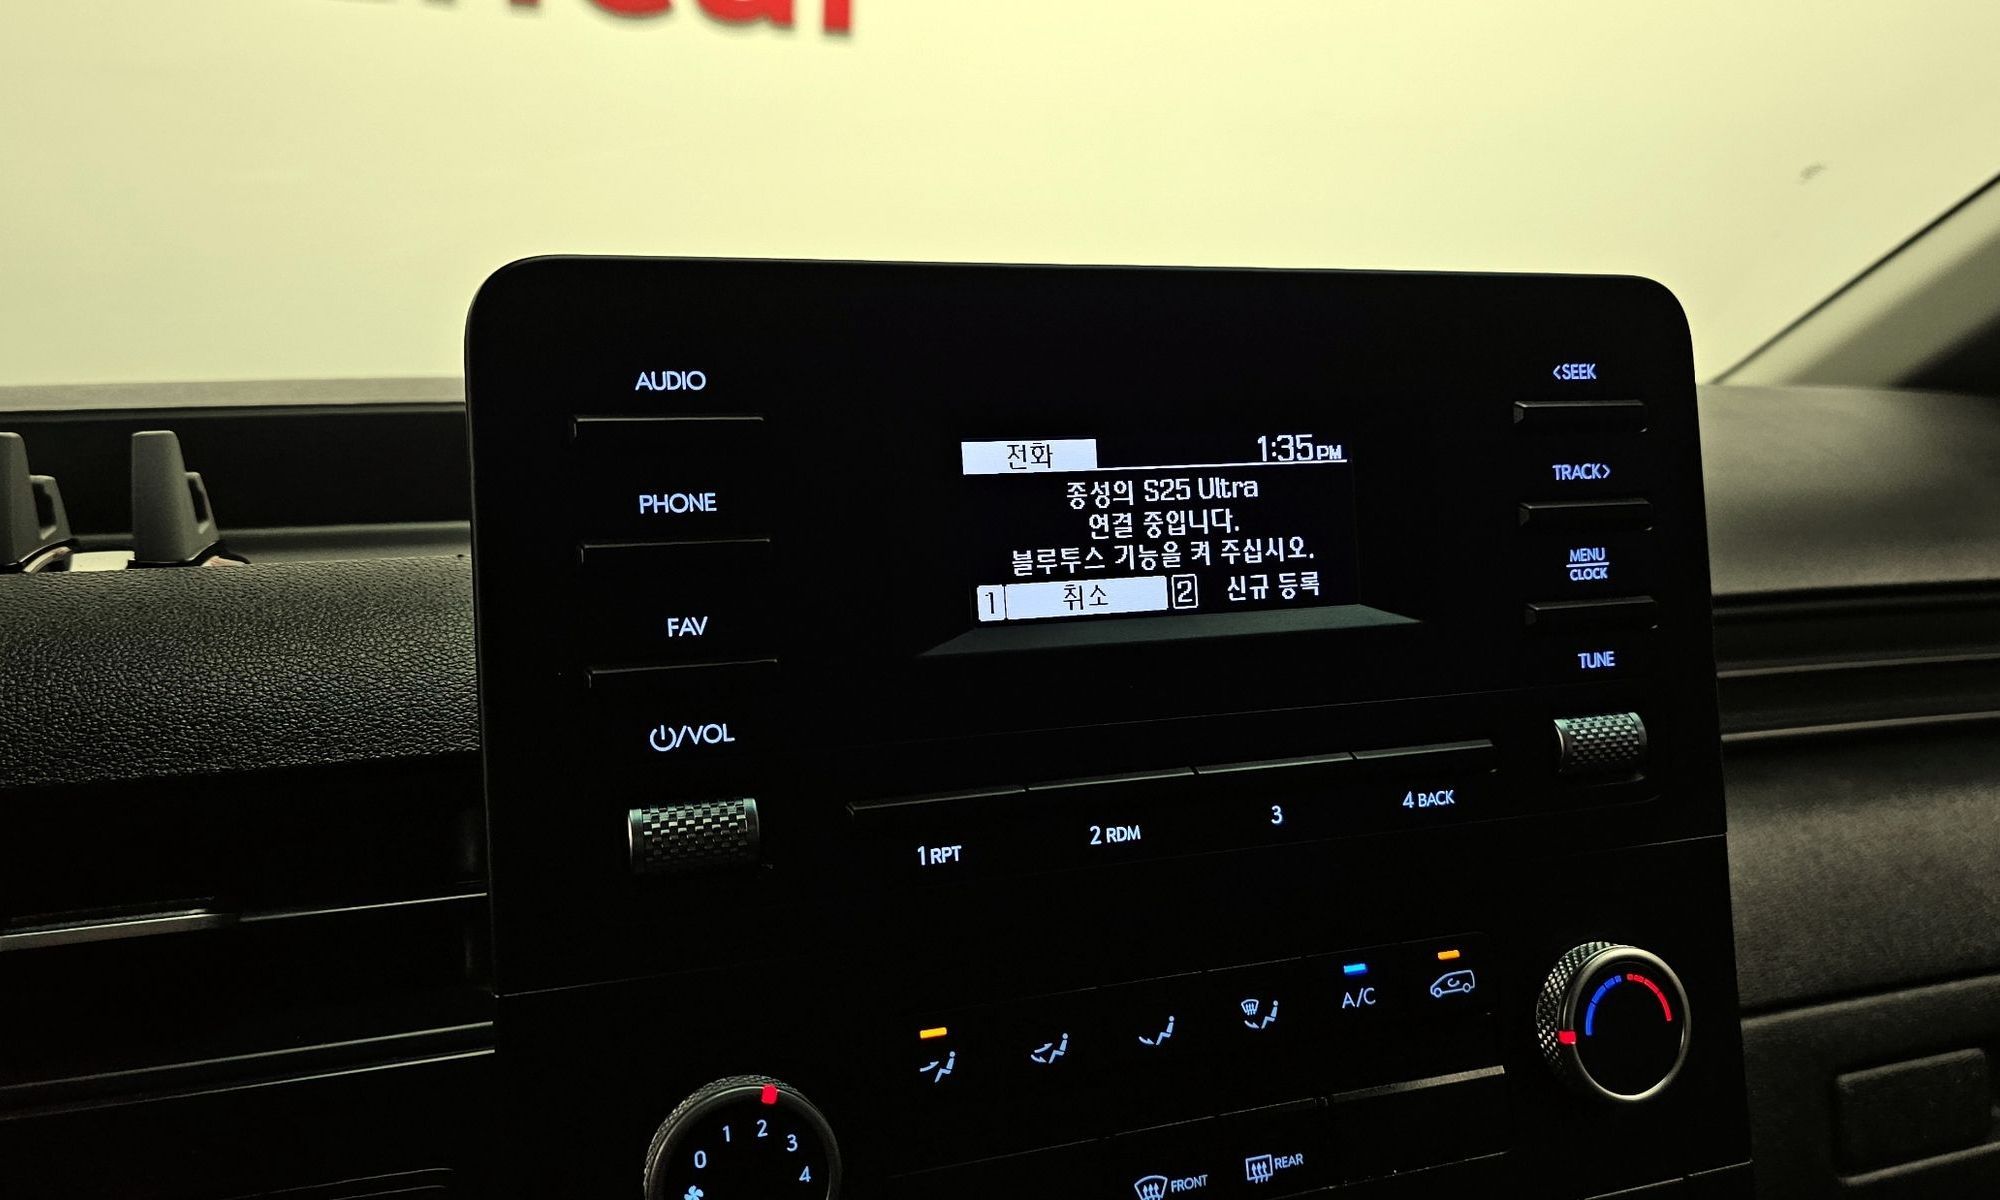 AUDIO
PHONE
FAV
/VOL
전화 1:35PM
종성의 S25 Ultra
연결 중입니다.
블루투스 기능을 켜 주십시오.
1 취소 2 신규 등록
<SEEK
TRACK>
MENU
CLOCK
TUNE
1 RPT
2 RDM
3
4 BACK
A/C
0 1 2 3 4
FRONT
REAR